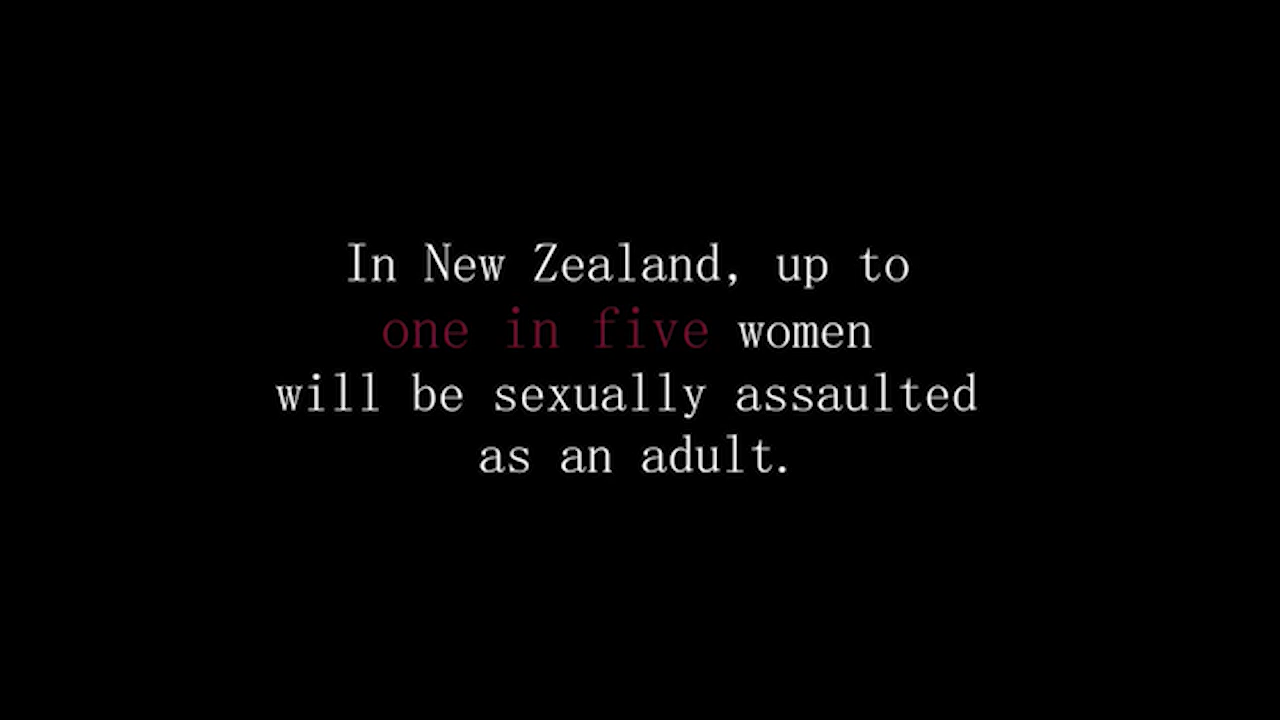 In New Zealand, up to
one in five women
will be sexually assaulted
as an adult.